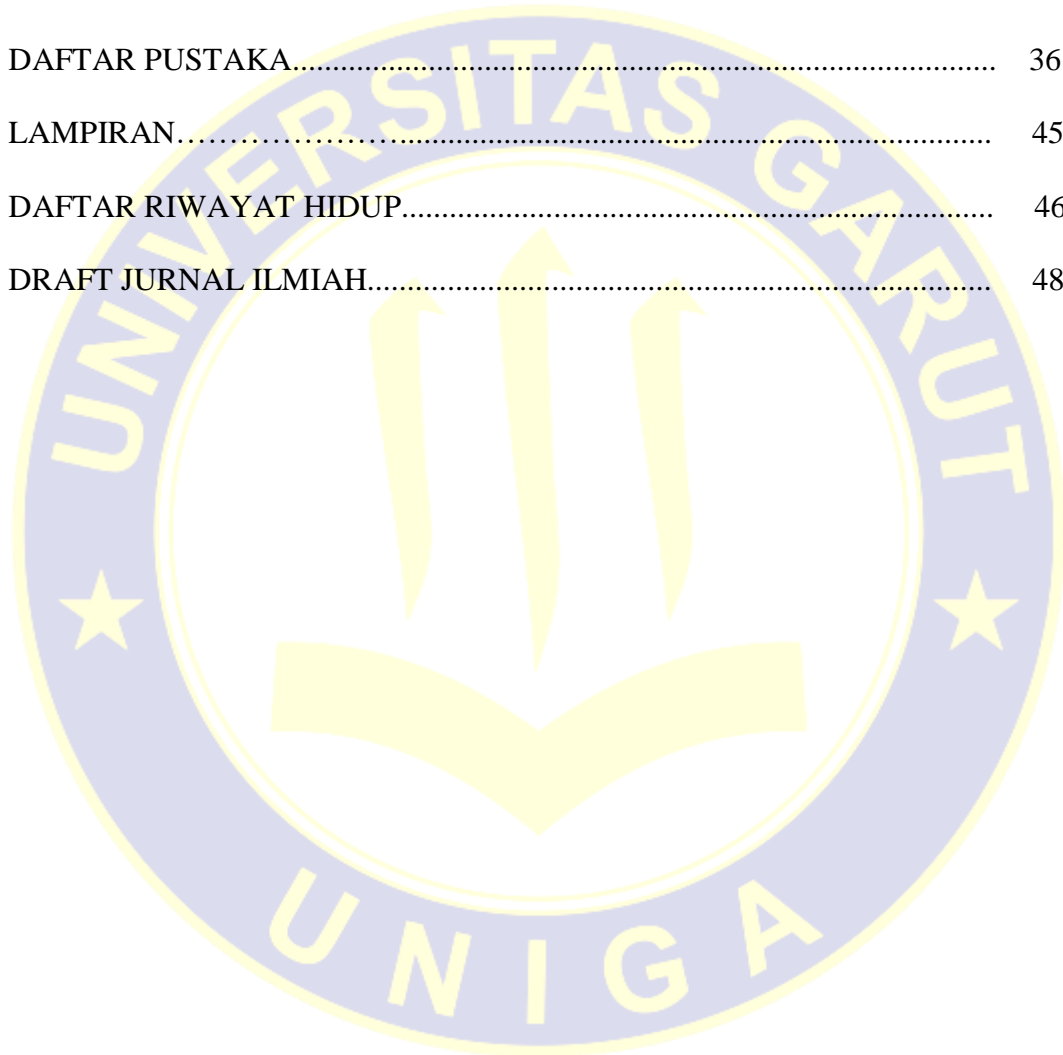 DAFTAR PUSTAKA........................................................................... 36
LAMPIRAN…………………............................................................... 45
DAFTAR RIWAYAT HIDUP............................................................... 46
DRAFT JURNAL ILMIAH.................................................................. 48
UNIVERSITAS GARUT
UNIGA